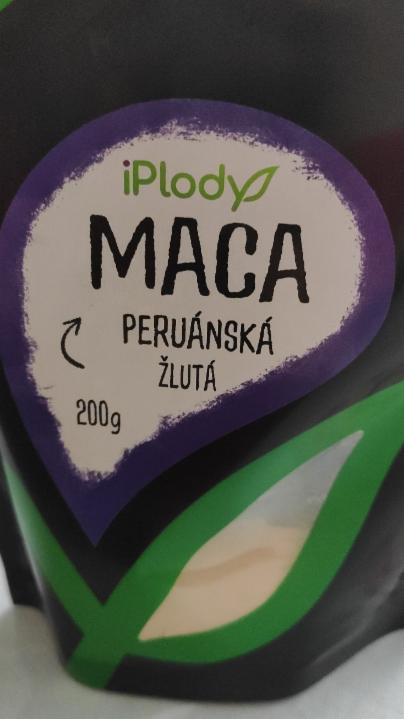 iPlody
MACA
PERUÁNSKÁ
ŽLUTÁ
200g